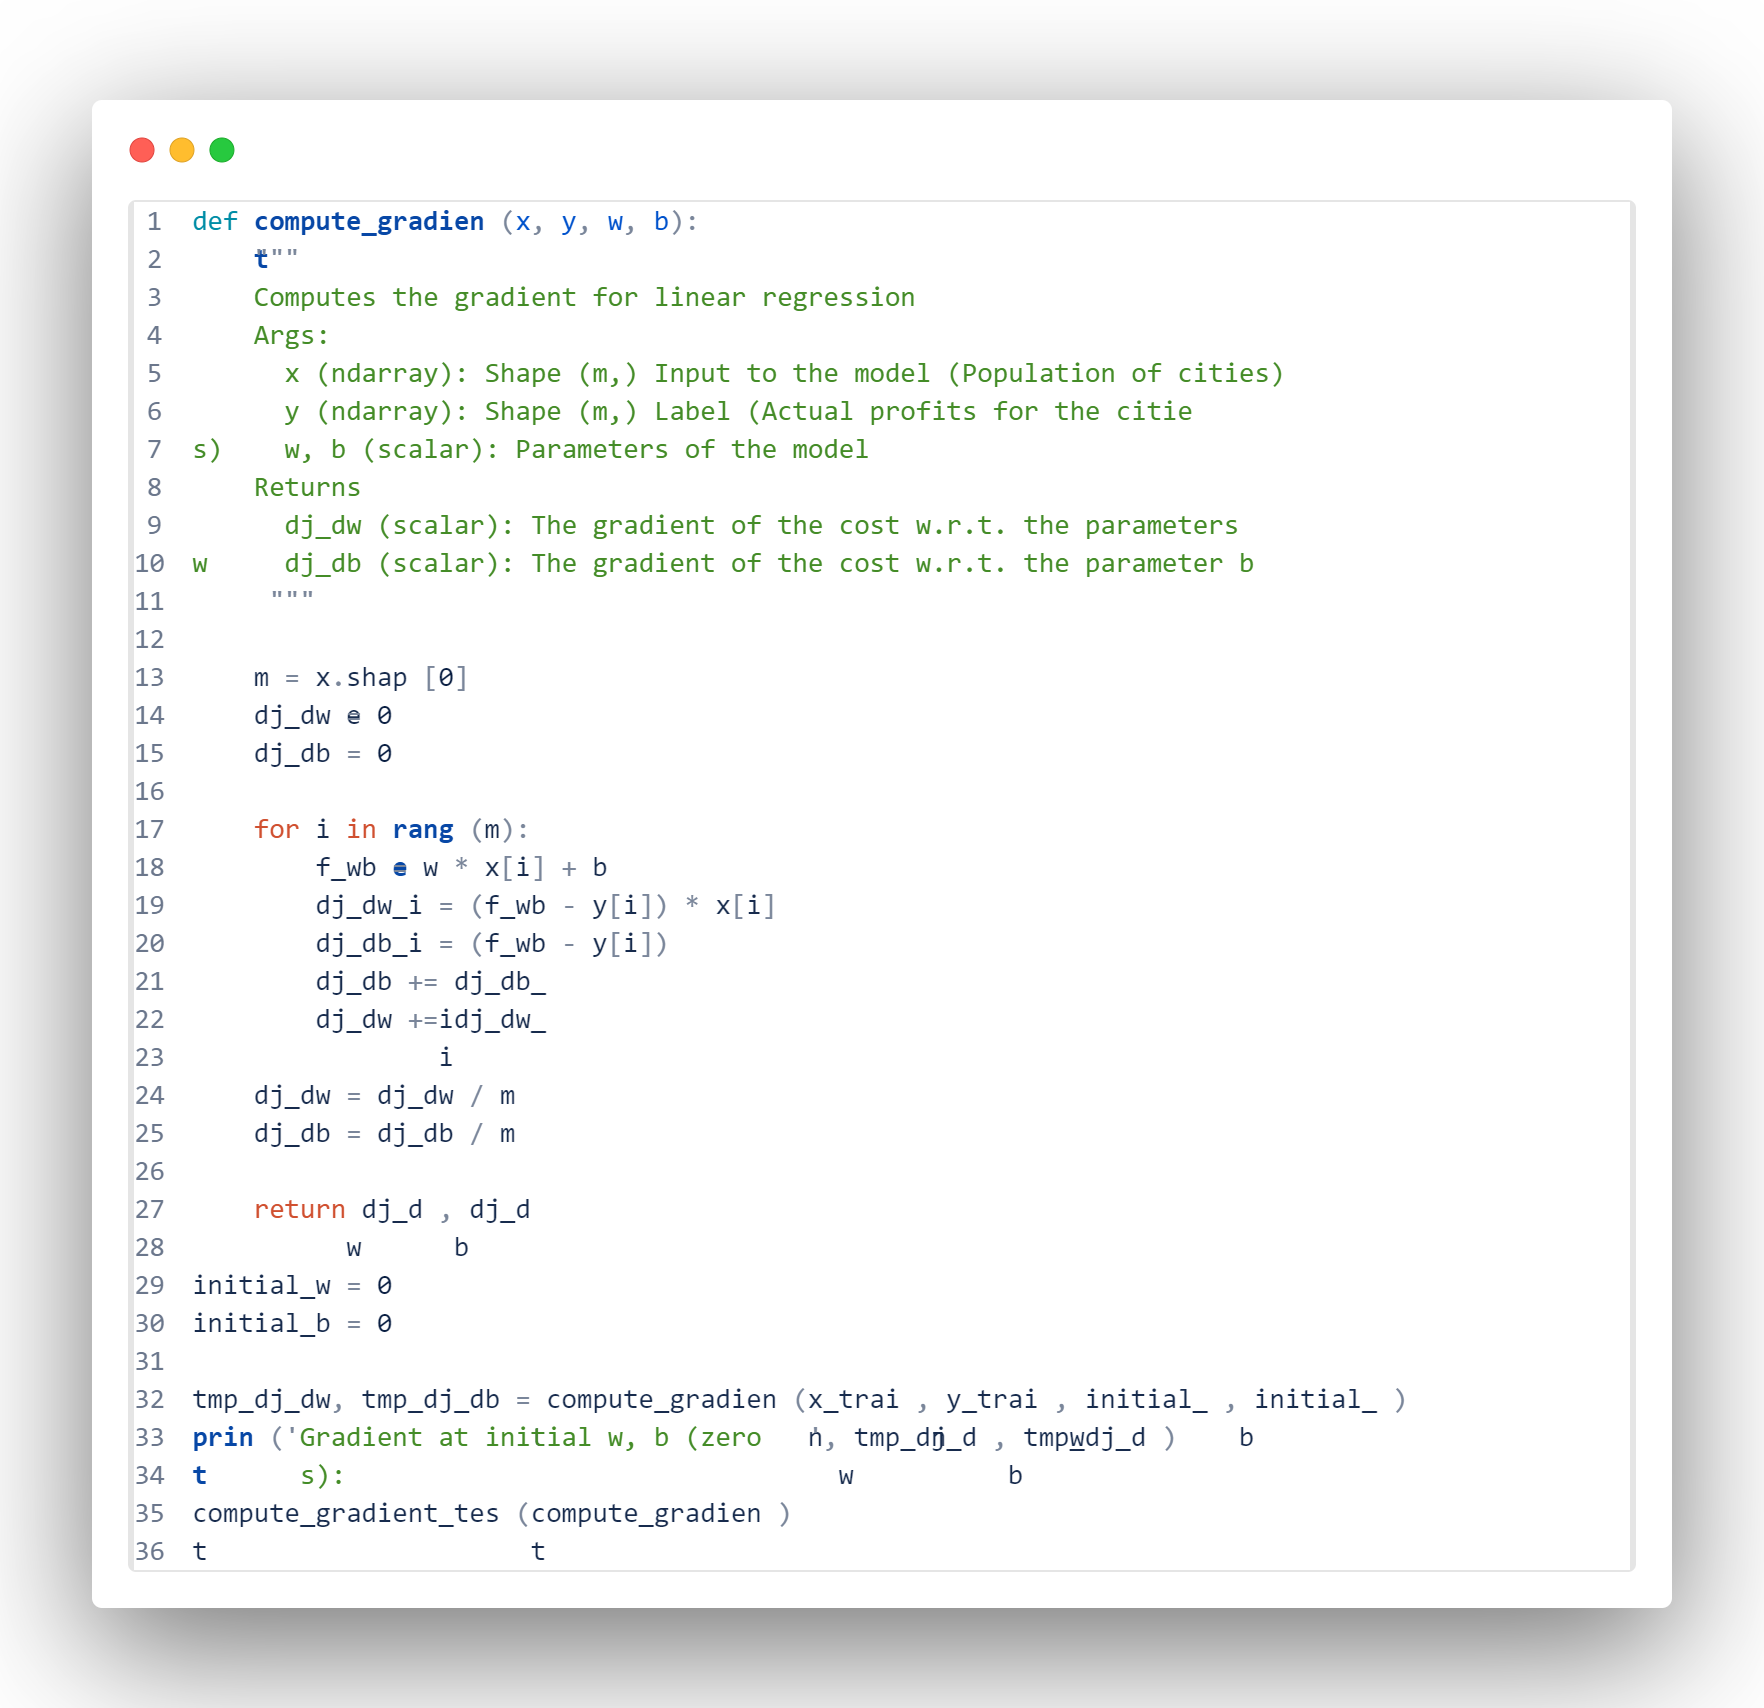 1 def compute_gradien (x, y, w, b):
2 t"""
3 Computes the gradient for linear regression
4 Args:
5 x (ndarray): Shape (m,) Input to the model (Population of cities)
6 y (ndarray): Shape (m,) Label (Actual profits for the citie
7 s) w, b (scalar): Parameters of the model
8 Returns
9 dj_dw (scalar): The gradient of the cost w.r.t. the parameters
10 w dj_db (scalar): The gradient of the cost w.r.t. the parameter b
11 """
12
13 m = x.shap [0]
14 dj_dw e 0
15 dj_db = 0
16
17 for i in rang (m):
18 f_wb e w * x[i] + b
19 dj_dw_i = (f_wb - y[i]) * x[i]
20 dj_db_i = (f_wb - y[i])
21 dj_db += dj_db_
22 dj_dw +=idj_dw_
23 i
24 dj_dw = dj_dw / m
25 dj_db = dj_db / m
26
27 return dj_d , dj_d
28 w b
29 initial_w = 0
30 initial_b = 0
31
32 tmp_dj_dw, tmp_dj_db = compute_gradien (x_trai , y_trai , initial_ , initial_ )
33 prin ('Gradient at initial w, b (zero n', tmp_dj_d , tmp_dj_d ) b
34 t s): w b
35 compute_gradient_tes (compute_gradien )
36 t t